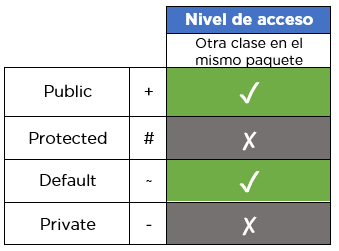 Nivel de acceso
Otra clase en el
mismo paquete
Public + ✓
Protected # ✗
Default ~ ✓
Private - ✗